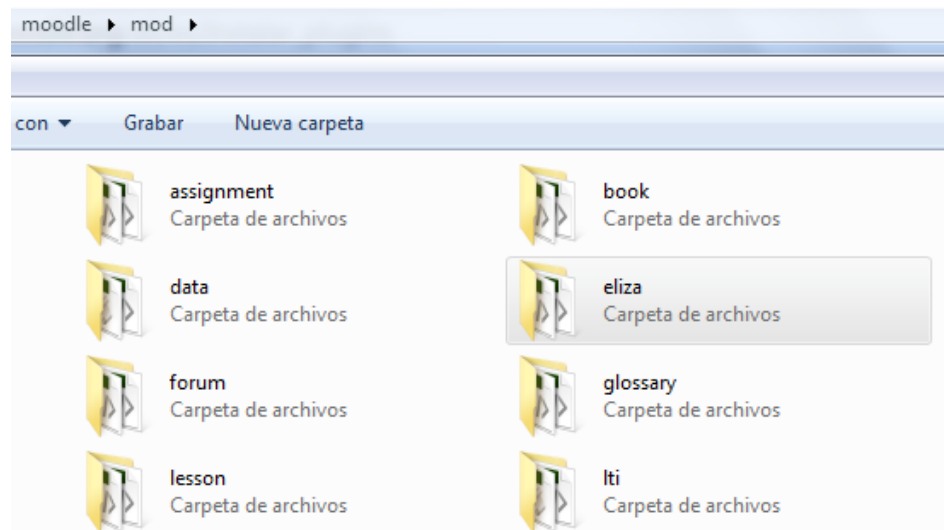 moodle ▸ mod ▸
con ▾ Grabar Nueva carpeta
assignment
Carpeta de archivos
book
Carpeta de archivos
data
Carpeta de archivos
eliza
Carpeta de archivos
forum
Carpeta de archivos
glossary
Carpeta de archivos
lesson
Carpeta de archivos
lti
Carpeta de archivos